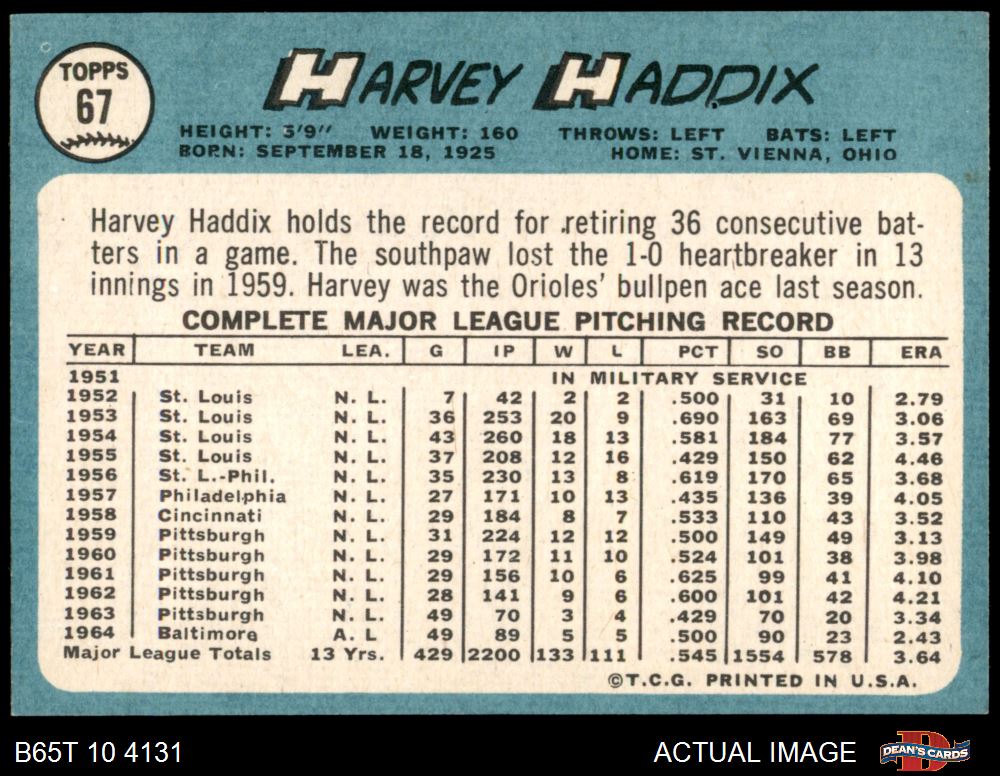 TOPPS
67
HARVEY HADDIX
HEIGHT: 5'9" WEIGHT: 160 THROWS: LEFT BATS: LEFT
BORN: SEPTEMBER 18, 1925 HOME: ST. VIENNA, OHIO
Harvey Haddix holds the record for retiring 36 consecutive bat-
ters in a game. The southpaw lost the 1-0 heartbreaker in 13
innings in 1959. Harvey was the Orioles' bullpen ace last season.
COMPLETE MAJOR LEAGUE PITCHING RECORD
YEAR TEAM LEA. G IP W L PCT SO BB ERA
1951 IN MILITARY SERVICE
1952 St. Louis N. L. 7 42 2 2 .500 31 10 2.79
1953 St. Louis N. L. 36 253 20 9 .690 163 69 3.06
1954 St. Louis N. L. 43 260 18 13 .581 184 77 3.57
1955 St. Louis N. L. 37 208 12 16 .429 150 62 4.46
1956 St. L.-Phil. N. L. 35 230 13 8 .619 170 65 3.68
1957 Philadelphia N. L. 27 171 10 13 .435 136 39 4.05
1958 Cincinnati N. L. 29 184 8 7 .533 110 43 3.52
1959 Pittsburgh N. L. 31 224 12 12 .500 149 49 3.13
1960 Pittsburgh N. L. 29 172 11 10 .524 101 38 3.98
1961 Pittsburgh N. L. 29 156 10 6 .625 99 41 4.10
1962 Pittsburgh N. L. 28 141 9 6 .600 101 42 4.21
1963 Pittsburgh N. L. 49 70 3 4 .429 70 20 3.34
1964 Baltimore A. L 49 89 5 5 .500 90 23 2.43
Major League Totals 13 Yrs. 429 2200 133 111 .545 1554 578 3.64
©T.C.G. PRINTED IN U.S.A.
B65T 10 4131 ACTUAL IMAGE DEAN'S CARDS